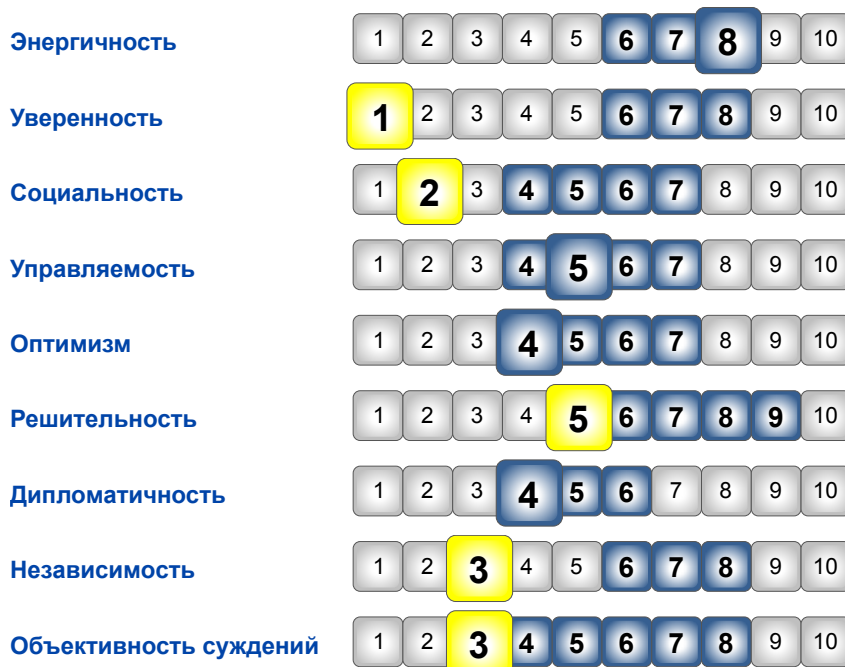 Энергичность 1 2 3 4 5 6 7 8 9 10
Уверенность 1 2 3 4 5 6 7 8 9 10
Социальность 1 2 3 4 5 6 7 8 9 10
Управляемость 1 2 3 4 5 6 7 8 9 10
Оптимизм 1 2 3 4 5 6 7 8 9 10
Решительность 1 2 3 4 5 6 7 8 9 10
Дипломатичность 1 2 3 4 5 6 7 8 9 10
Независимость 1 2 3 4 5 6 7 8 9 10
Объективность суждений 1 2 3 4 5 6 7 8 9 10